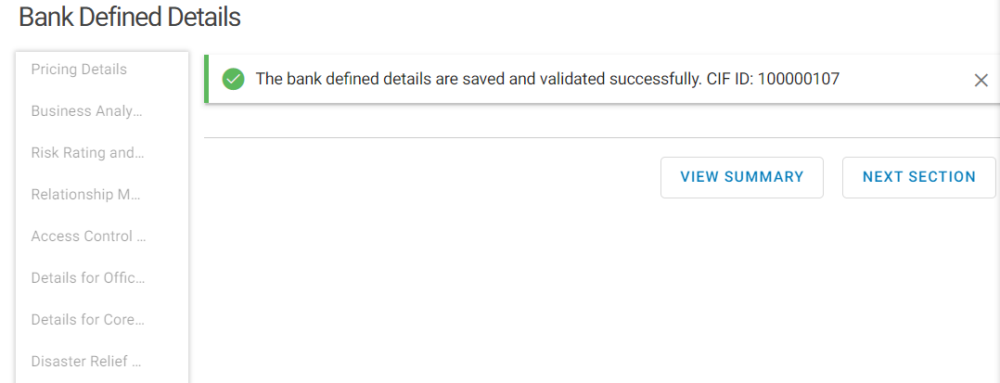 Bank Defined Details
Pricing Details
Business Analy...
Risk Rating and...
Relationship M...
Access Control ...
Details for Offic...
Details for Core...
Disaster Relief ...
The bank defined details are saved and validated successfully. CIF ID: 100000107
VIEW SUMMARY
NEXT SECTION